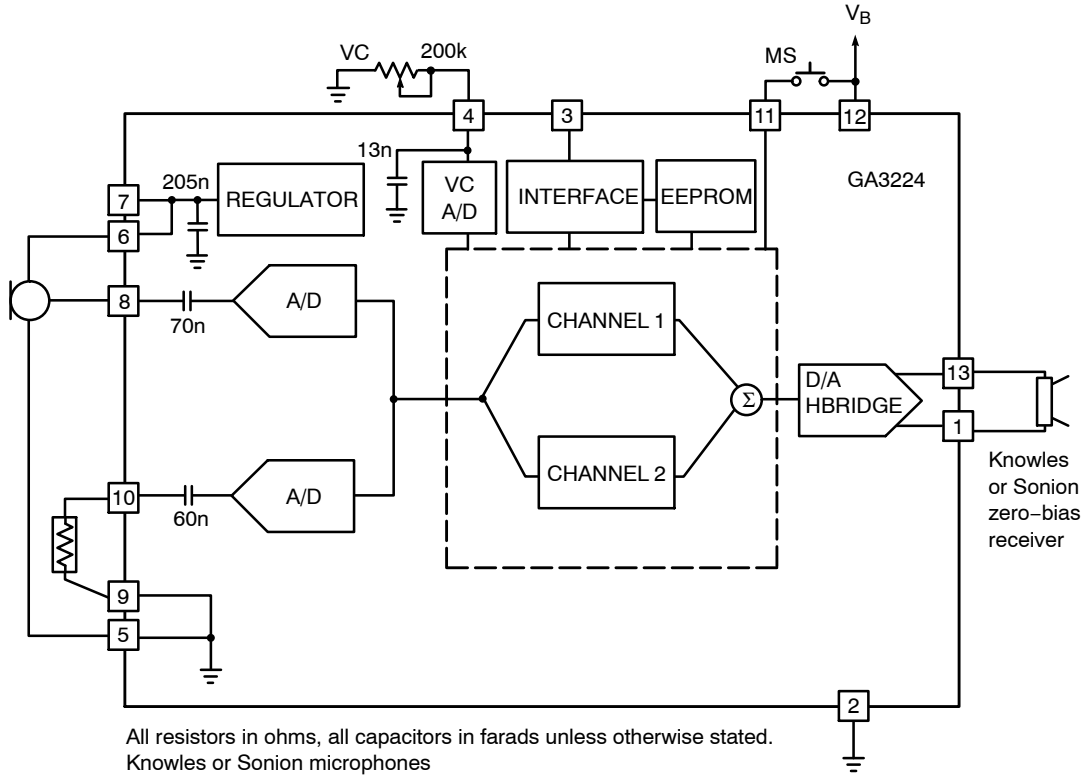 V_B
VC 200k
MS
4
3
11
12
13n
VC
A/D
INTERFACE
EEPROM
GA3224
205n
REGULATOR
7
6
8
70n
A/D
CHANNEL 1
D/A
HBRIDGE
13
Σ
1
CHANNEL 2
Knowles
or Sonion
zero−bias
receiver
10
60n
A/D
9
5
2
All resistors in ohms, all capacitors in farads unless otherwise stated.
Knowles or Sonion microphones